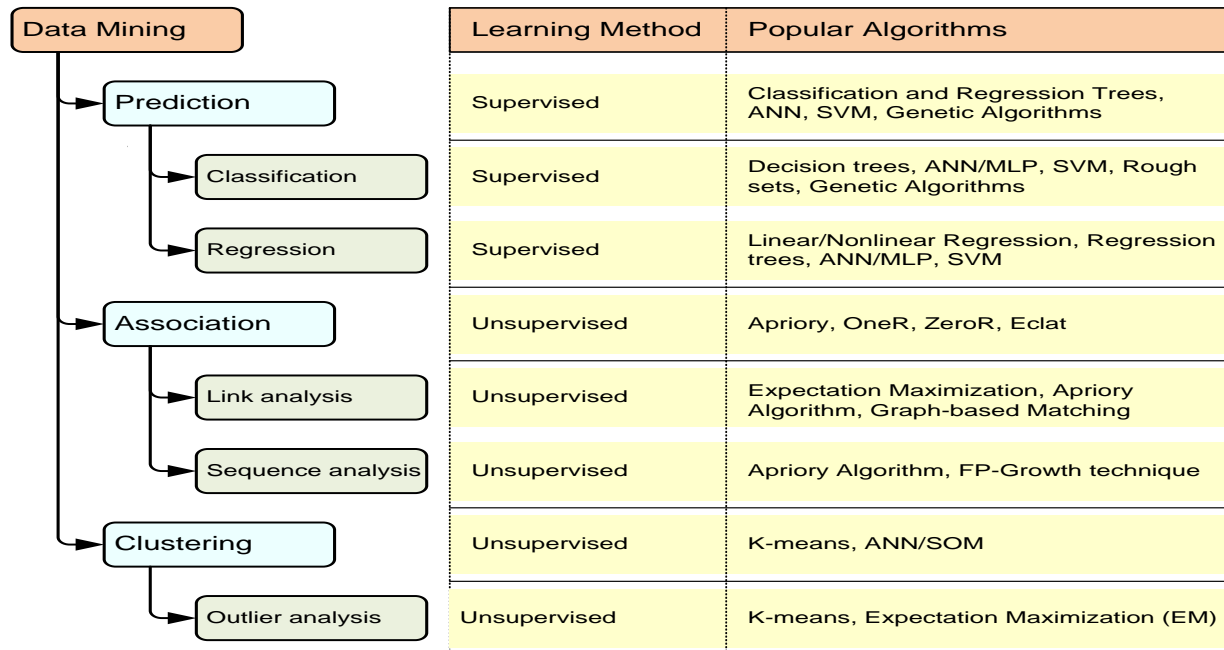 Data Mining
Learning Method
Popular Algorithms
Prediction
Supervised
Classification and Regression Trees,
ANN, SVM, Genetic Algorithms
Classification
Supervised
Decision trees, ANN/MLP, SVM, Rough
sets, Genetic Algorithms
Regression
Supervised
Linear/Nonlinear Regression, Regression
trees, ANN/MLP, SVM
Association
Unsupervised
Apriory, OneR, ZeroR, Eclat
Link analysis
Unsupervised
Expectation Maximization, Apriory
Algorithm, Graph-based Matching
Sequence analysis
Unsupervised
Apriory Algorithm, FP-Growth technique
Clustering
Unsupervised
K-means, ANN/SOM
Outlier analysis
Unsupervised
K-means, Expectation Maximization (EM)